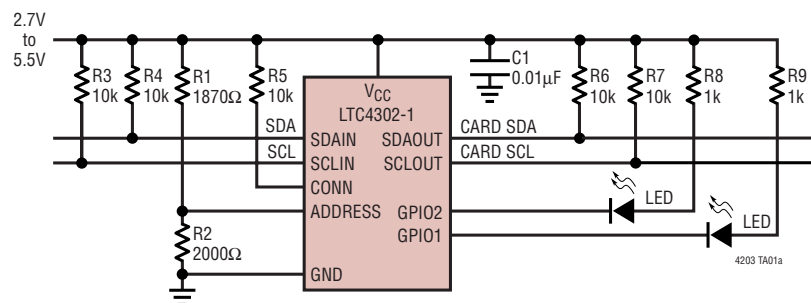 2.7V
to
5.5V
R3
10k
R4
10k
R1
1870Ω
R5
10k
C1
0.01µF
R6
10k
R7
10k
R8
1k
R9
1k
VCC
LTC4302-1
SDA
SDAIN
SDAOUT
CARD SDA
SCL
SCLIN
SCLOUT
CARD SCL
CONN
ADDRESS
GPIO2
LED
GPIO1
LED
R2
2000Ω
GND
4203 TA01a